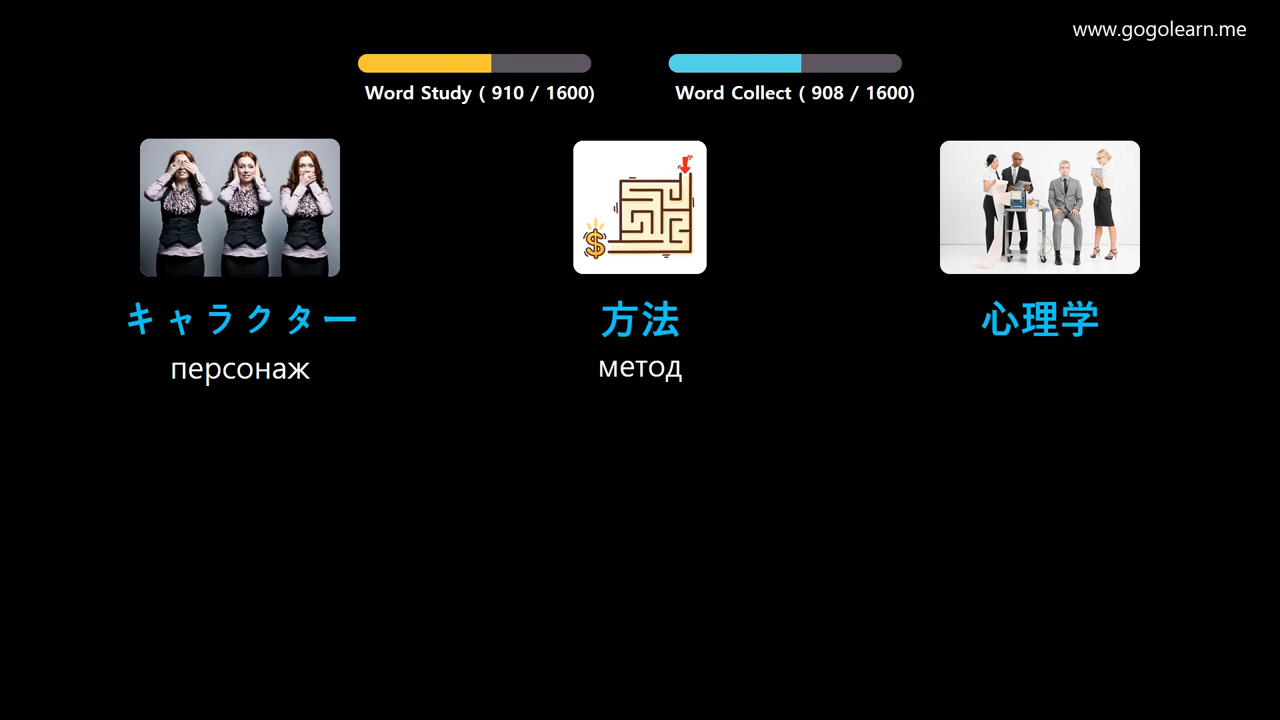 www.gogolearn.me
Word Study ( 910 / 1600)
Word Collect ( 908 / 1600)
キャラクター
方法
心理学
персонаж
метод